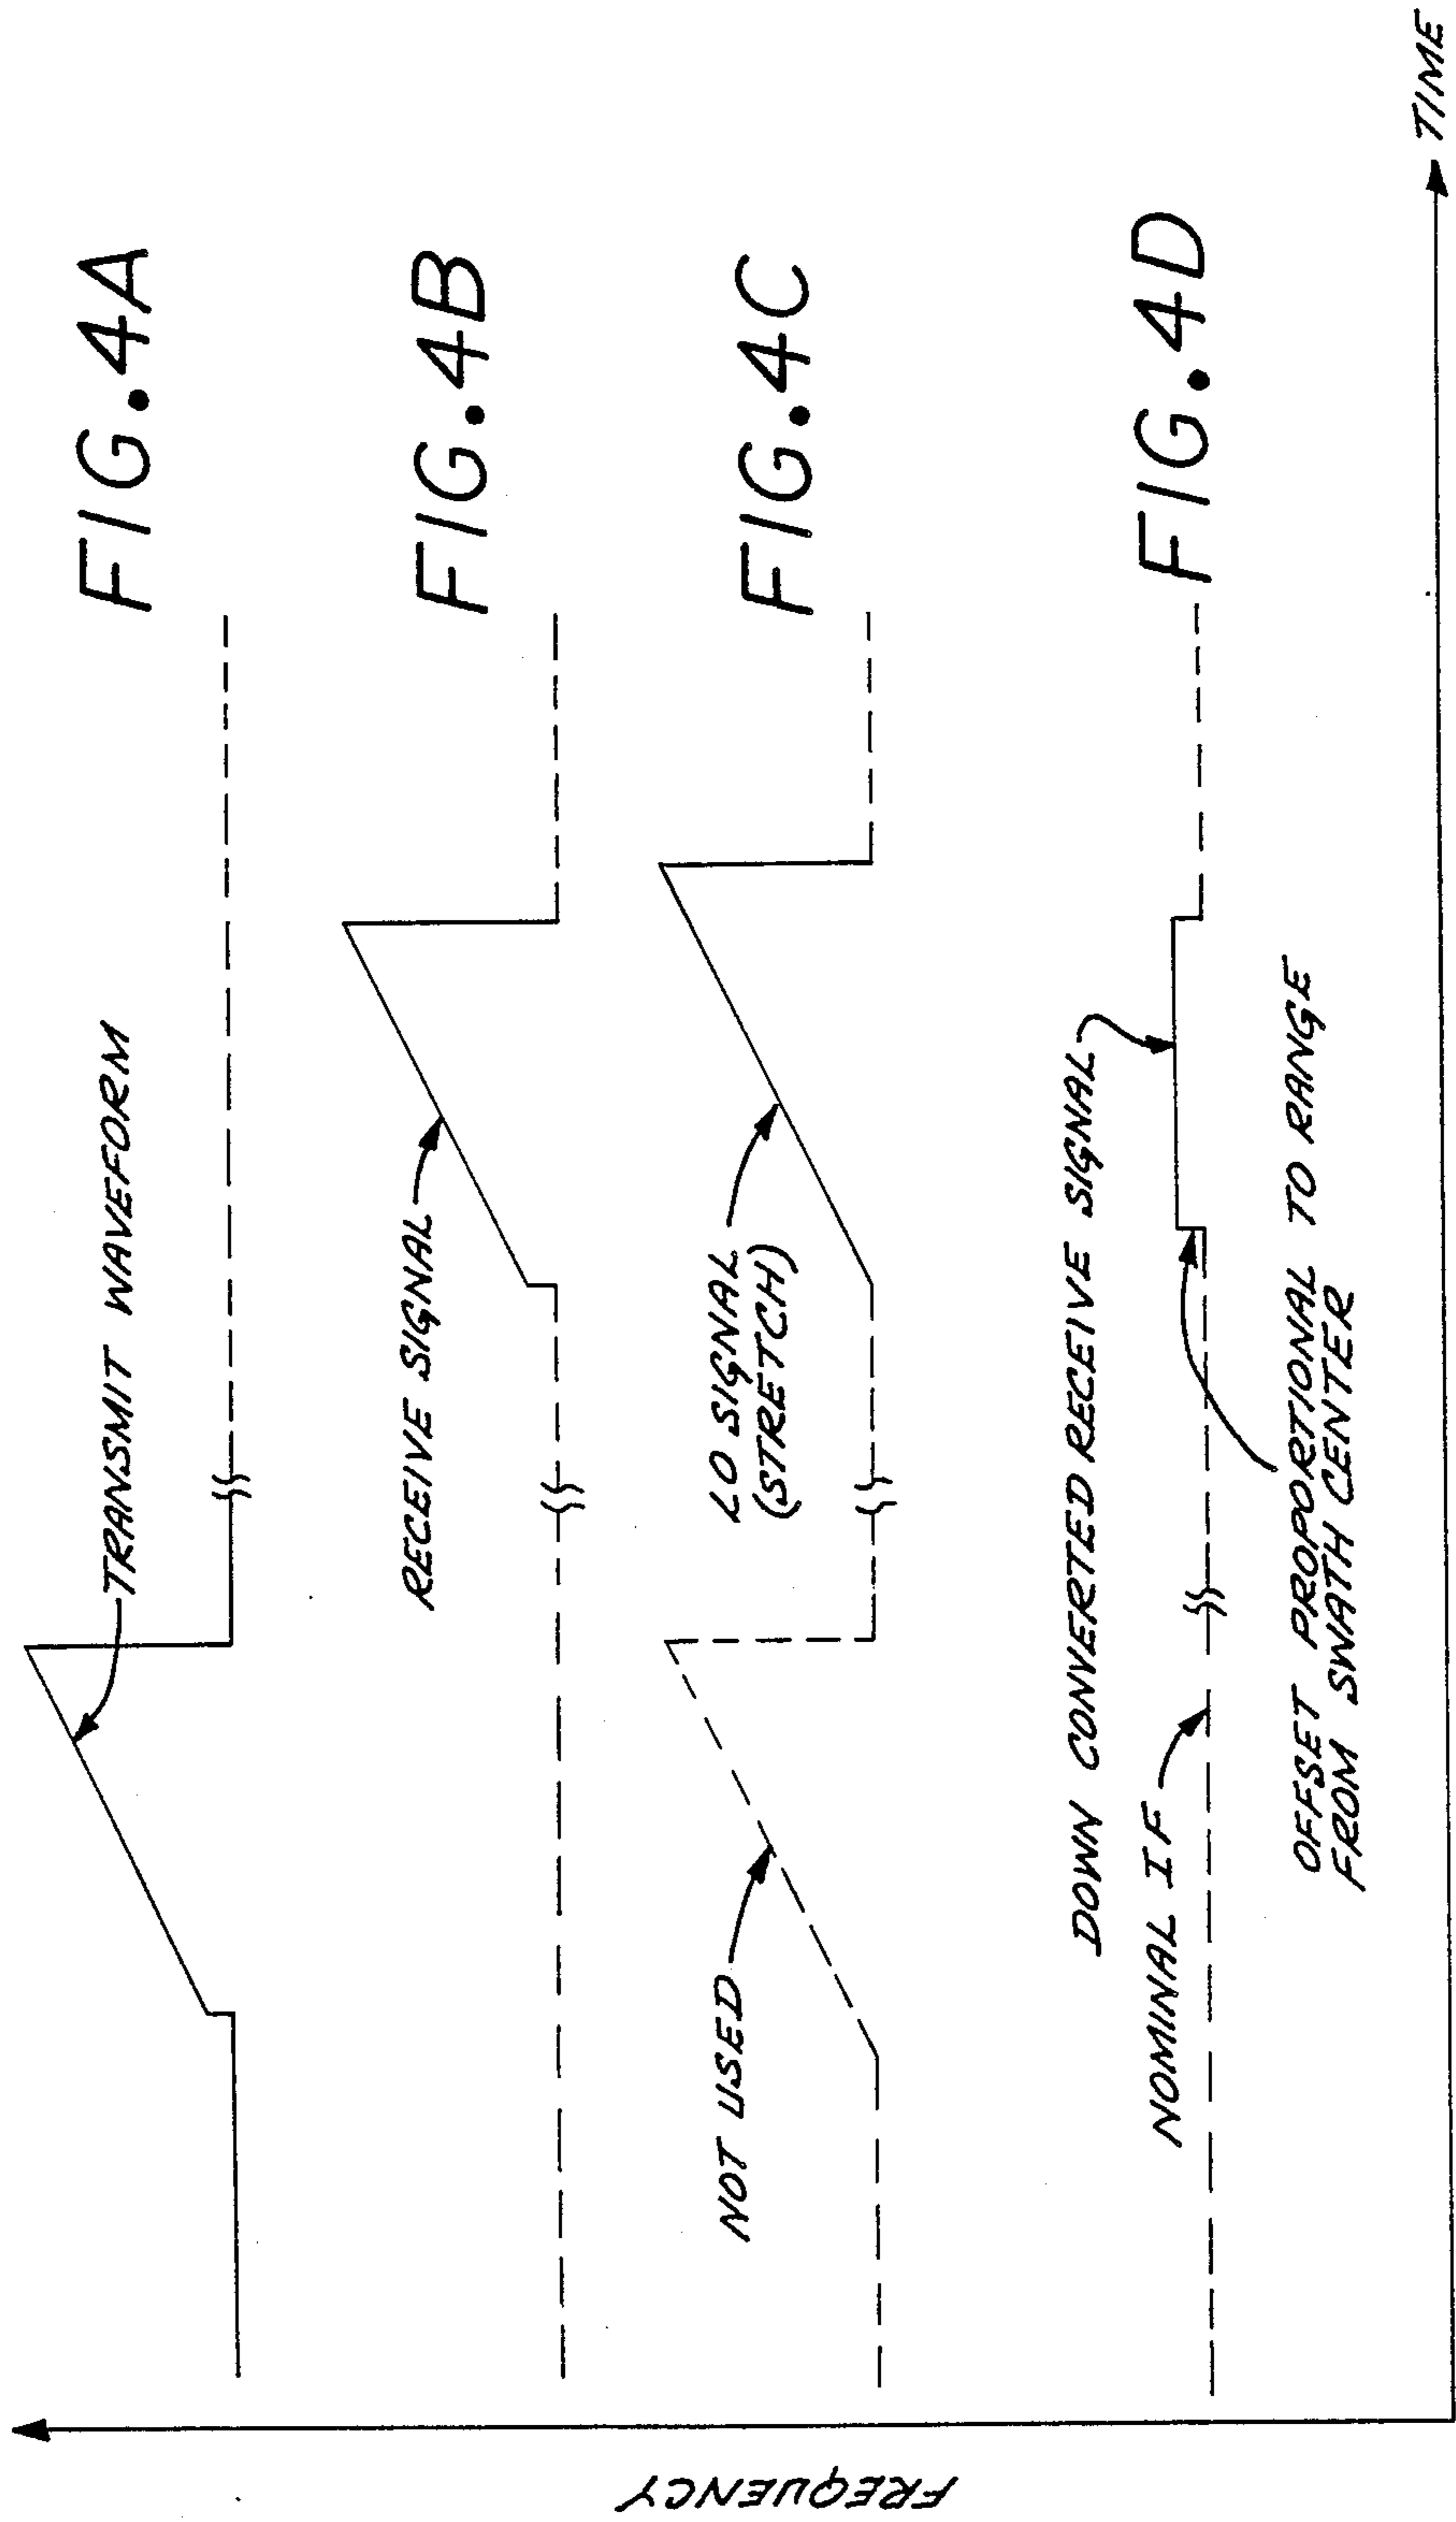 FIG. 4A
TRANSMIT WAVEFORM
FIG. 4B
RECEIVE SIGNAL
FIG. 4C
LO SIGNAL
(STRETCH)
NOT USED
FIG. 4D
DOWN CONVERTED RECEIVE SIGNAL
NOMINAL IF
OFFSET PROPORTIONAL TO RANGE
FROM SWATH CENTER
FREQUENCY
TIME